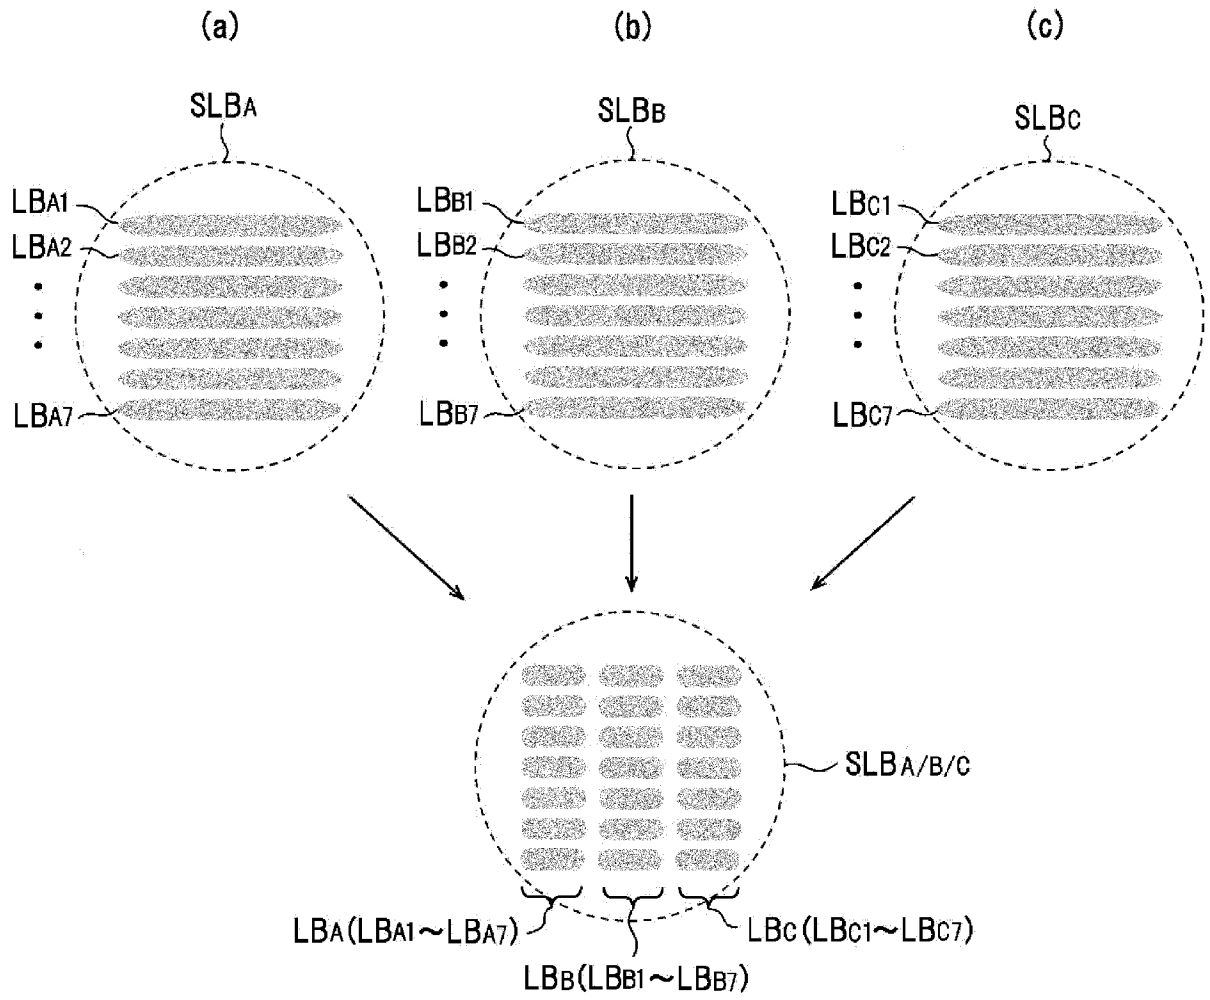 (a) (b) (c)
SLBA SLBB SLBC
LBA1 LBB1 LBC1
LBA2 LBB2 LBC2
LBA7 LBB7 LBC7
SLBA/B/C
LBA(LBA1~LBA7) LBC(LBC1~LBC7)
LBB(LBB1~LBB7)